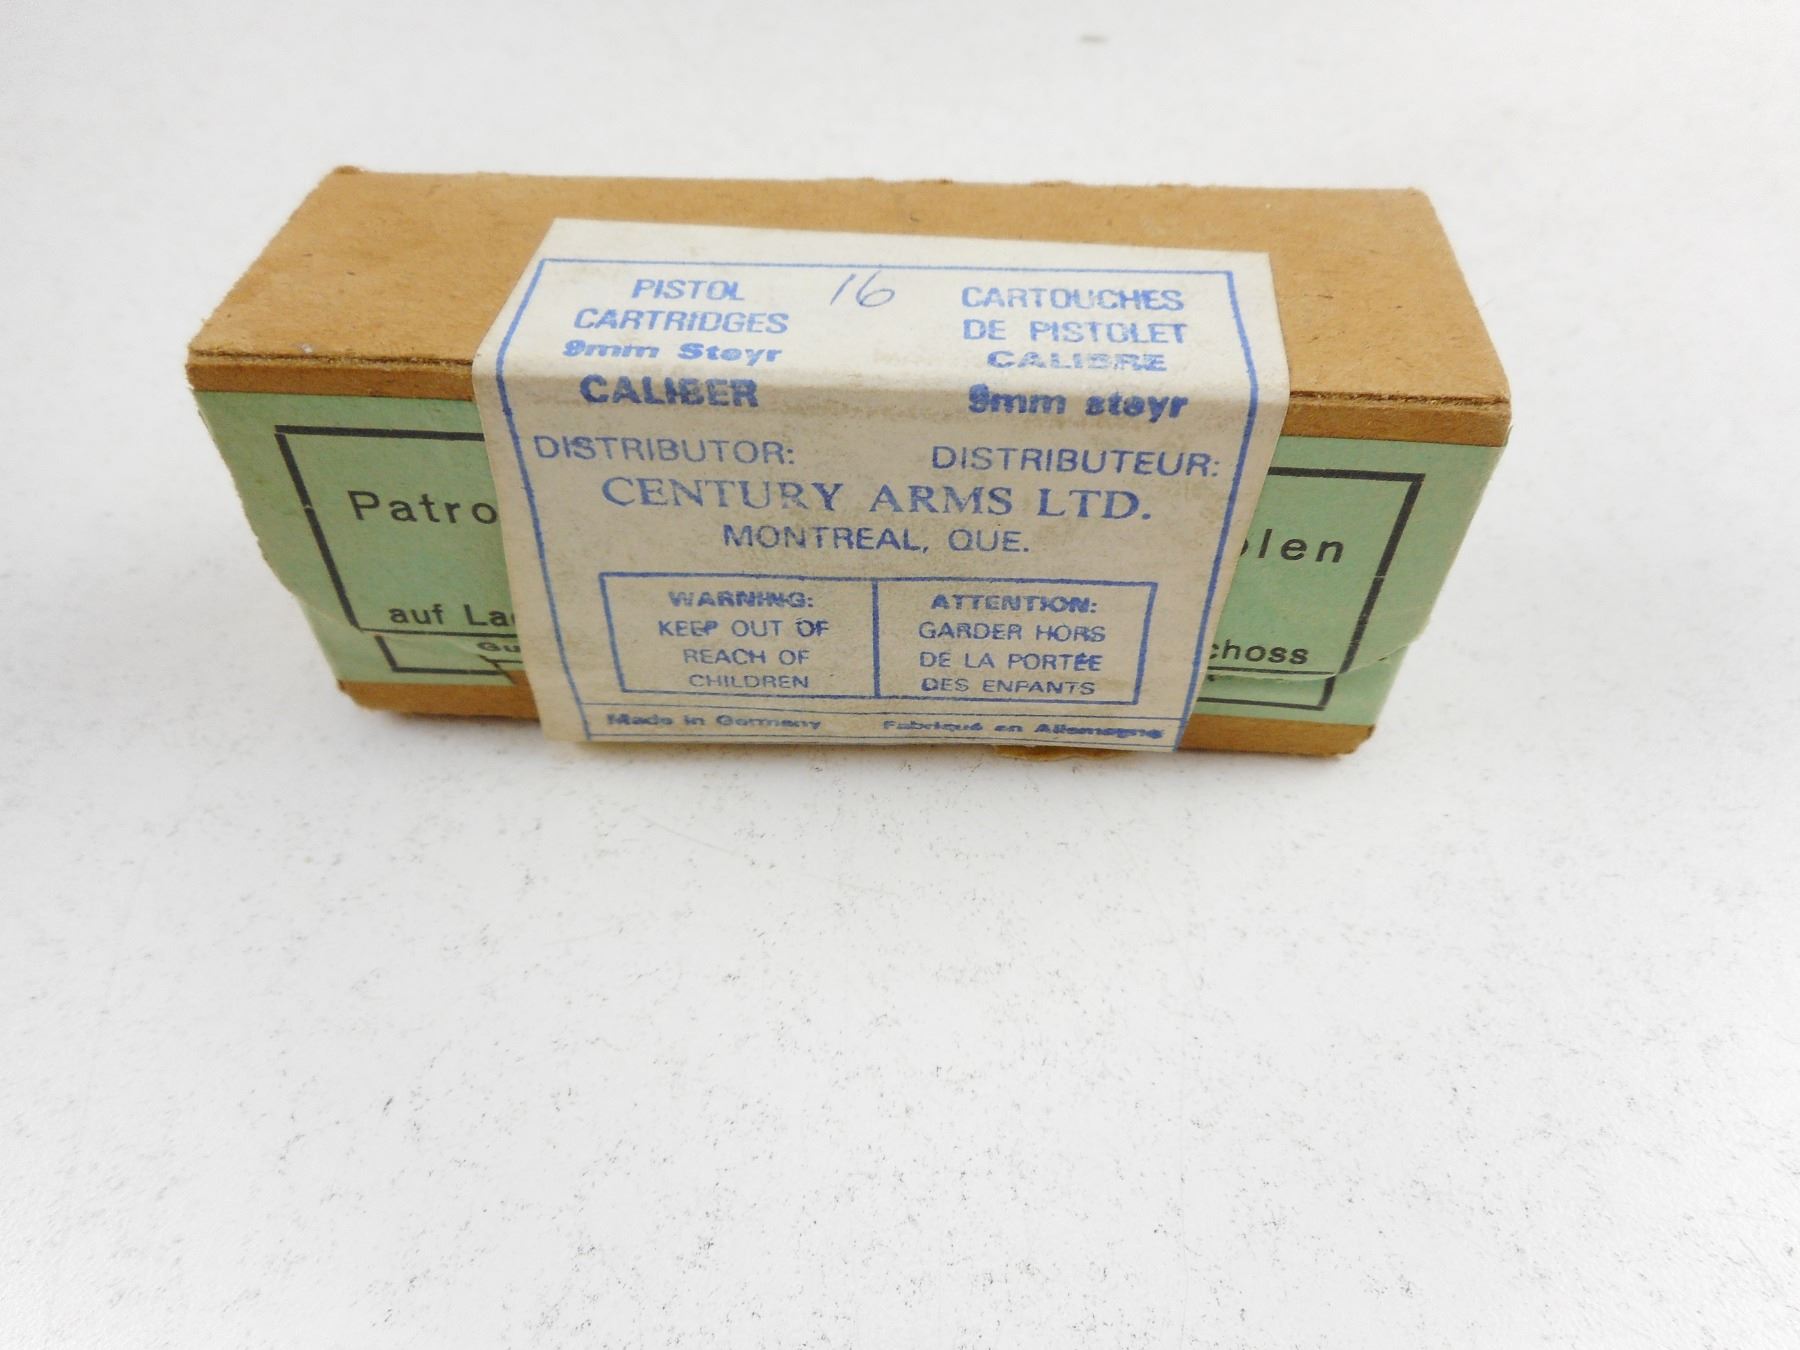 PISTOL
CARTRIDGES
9mm Steyr
CALIBER
16
CARTOUCHES
DE PISTOLET
CALIBRE
9mm steyr
DISTRIBUTOR: DISTRIBUTEUR:
CENTURY ARMS LTD.
MONTREAL, QUE.
WARNING:
KEEP OUT OF
REACH OF
CHILDREN
ATTENTION:
GARDER HORS
DE LA PORTÉE
DES ENFANTS
Made in Germany Fabriqué en Allemagne
Patro
olen
auf La
choss
Gu